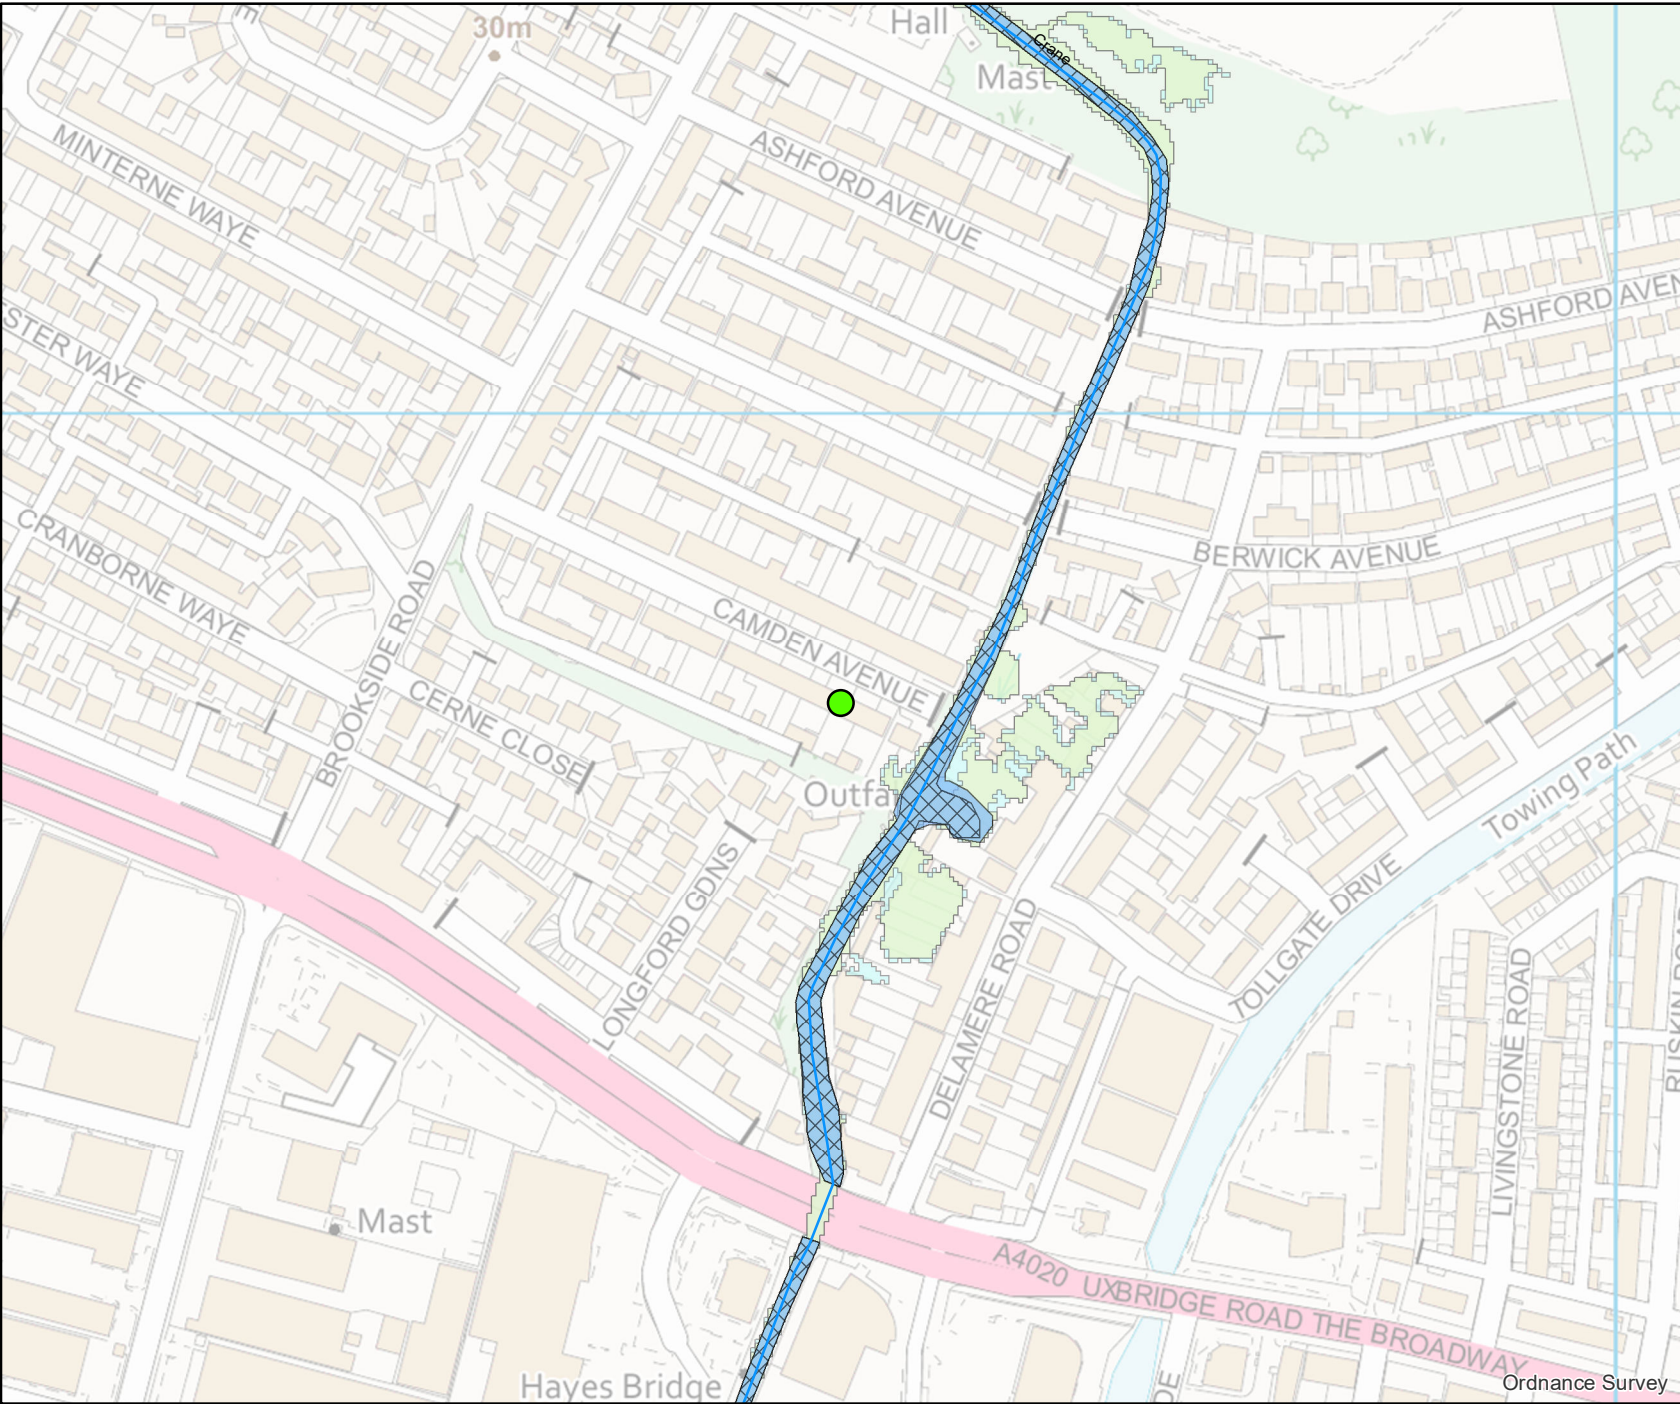 Hall
30m
Crane
Mast
MINTERNE WAYE
ASHFORD AVENUE
ASHFORD AVEN
STER WAYE
CRANBORNE WAYE
BERWICK AVENUE
BROOKSIDE ROAD
CAMDEN AVENUE
CERNE CLOSE
Outfa
Towing Path
LONGFORD GDNS
TOLLGATE DRIVE
DELAMERE ROAD
LIVINGSTONE ROAD
Mast
A4020 UXBRIDGE ROAD THE BROADWAY
Hayes Bridge
Ordnance Survey